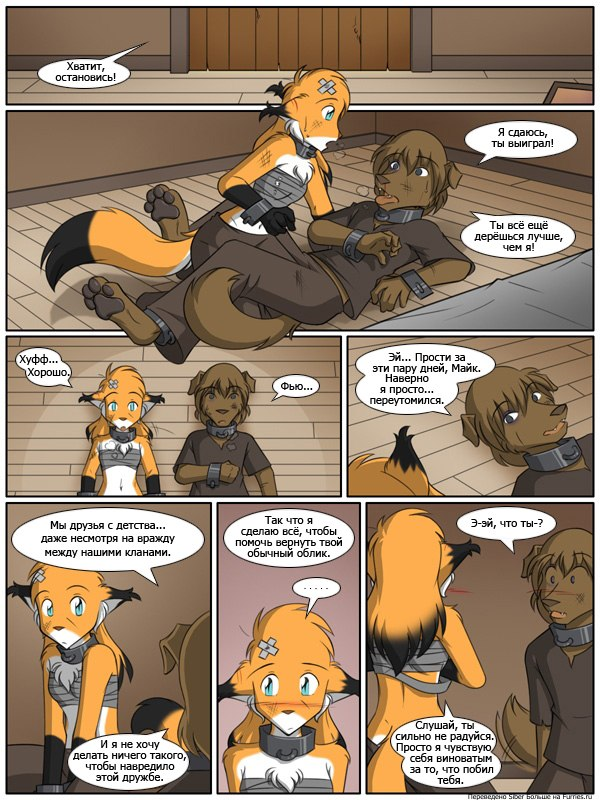 Хватит,
остановись!
Я сдаюсь,
ты выиграл!
Ты всё ещё
дерёшься лучше,
чем я!
Хуфф...
Хорошо.
Фью...
Эй... Прости за
эти пару дней, Майк.
Наверно
я просто...
переутомился.
Мы друзья с детства...
даже несмотря на вражду
между нашими кланами.
И я не хочу
делать ничего такого,
чтобы навредило
этой дружбе.
Так что я
сделаю всё, чтобы
помочь вернуть твой
обычный облик.
. . . . .
Э-эй, что ты-?
Слушай, ты
сильно не радуйся.
Просто я чувствую
себя виноватым
за то, что побил
тебя.
Переведено Siber Больше на Furries.ru